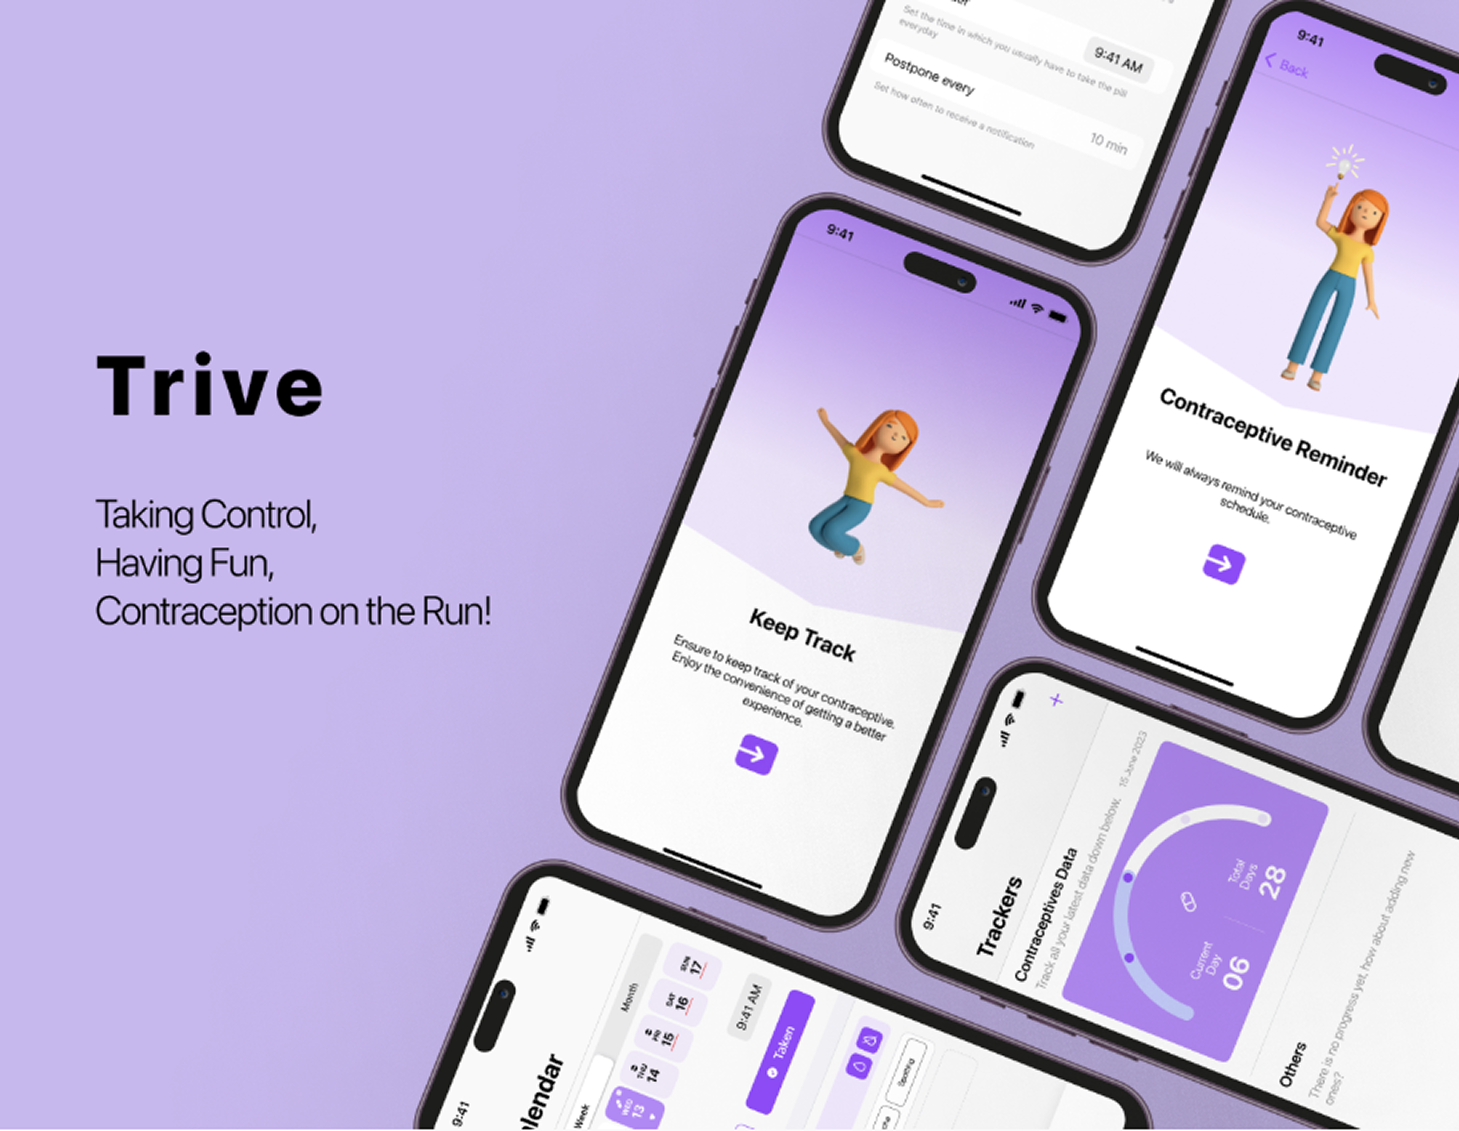 Trive
Taking Control,
Having Fun,
Contraception on the Run!
Set the time in which you usually have to take the pill
everyday
9:41 AM
Postpone every
Set how often to receive a notification
10 min
9:41
Back
Contraceptive Reminder
We will always remind your contraceptive
schedule.
9:41
Keep Track
Ensure to keep track of your contraceptive.
Enjoy the convenience of getting a better
experience.
9:41
Trackers
Contraceptives Data
Track all your latest data down below.
15 June 2023
Current
Day
06
Total
Days
28
Others
There is no progress yet, how about adding new
ones?
9:41
Week
Month
WED
13
THU
14
FRI
15
SAT
16
SUN
17
9:41 AM
Taken
Spotting